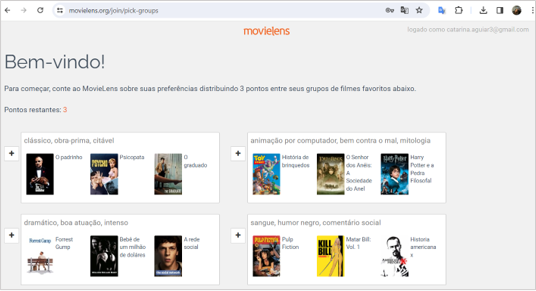 movielens.org/join/pick-groups
movielens
logado como catarina.aguiar3@gmail.com
Bem-vindo!
Para começar, conte ao MovieLens sobre suas preferências distribuindo 3 pontos entre seus grupos de filmes favoritos abaixo.
Pontos restantes: 3
clássico, obra-prima, citável
O padrinho
Psicopata
O
graduado
animação por computador, bem contra o mal, mitologia
História de
brinquedos
O Senhor
dos Anéis:
A
Sociedade
do Anel
Harry
Potter e a
Pedra
Filosofal
dramático, boa atuação, intenso
Forrest
Gump
Bebê de
um milhão
de dólares
A rede
social
sangue, humor negro, comentário social
Pulp
Fiction
Matar Bill
Vol. 1
Historia
americana
x